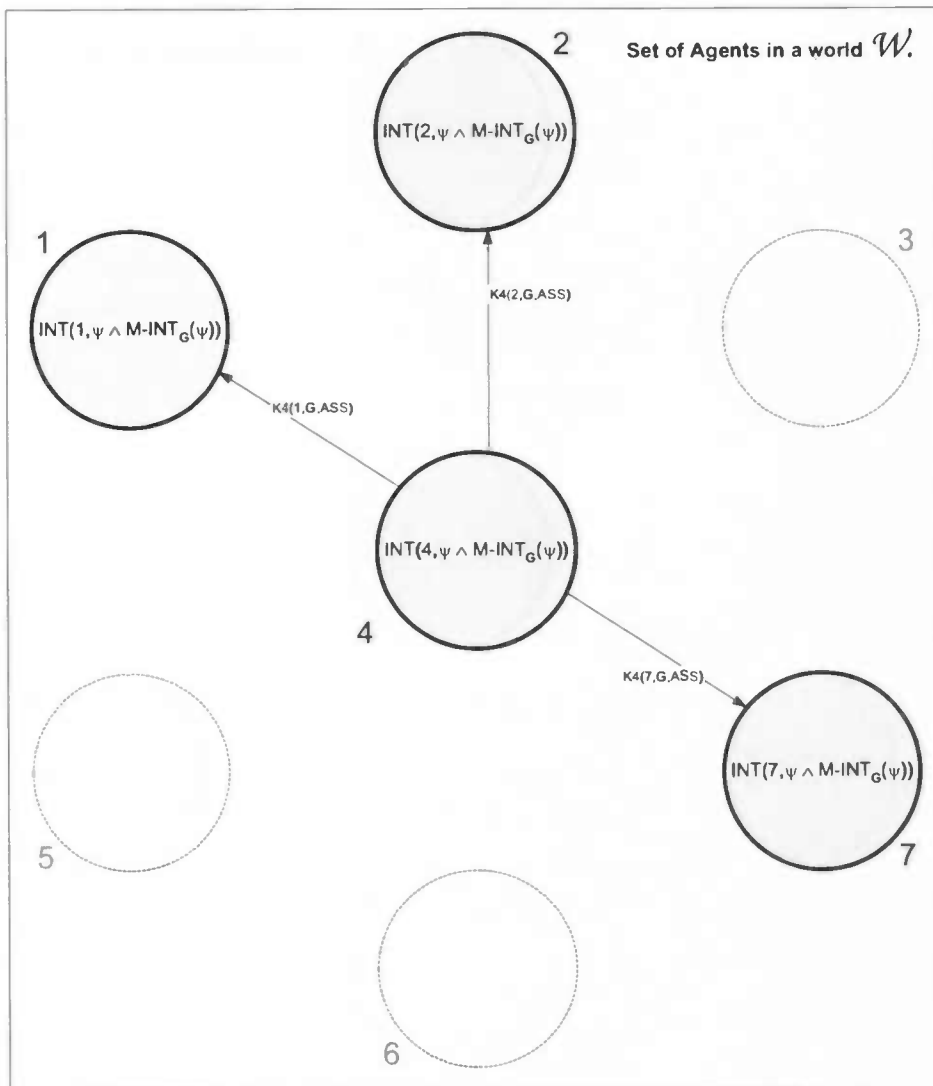 2
Set of Agents in a world 𝒲.
INT(2,ψ ∧ M-INT_G(ψ))
1
3
K4(2,G,ASS)
INT(1,ψ ∧ M-INT_G(ψ))
K4(1,G,ASS)
INT(4,ψ ∧ M-INT_G(ψ))
4
K4(7,G,ASS)
INT(7,ψ ∧ M-INT_G(ψ))
5
7
6